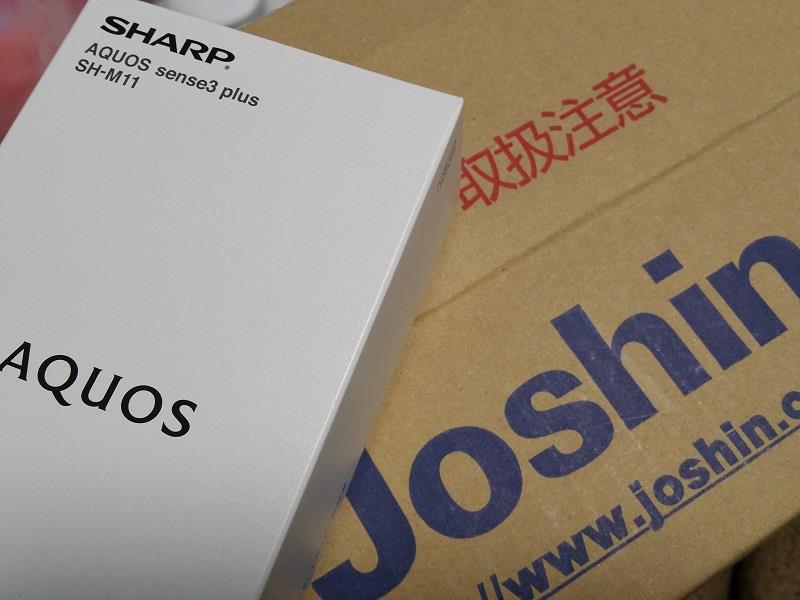 SHARP
AQUOS sense3 plus
SH-M11
AQUOS
取扱注意
Joshin
//www.joshin.c